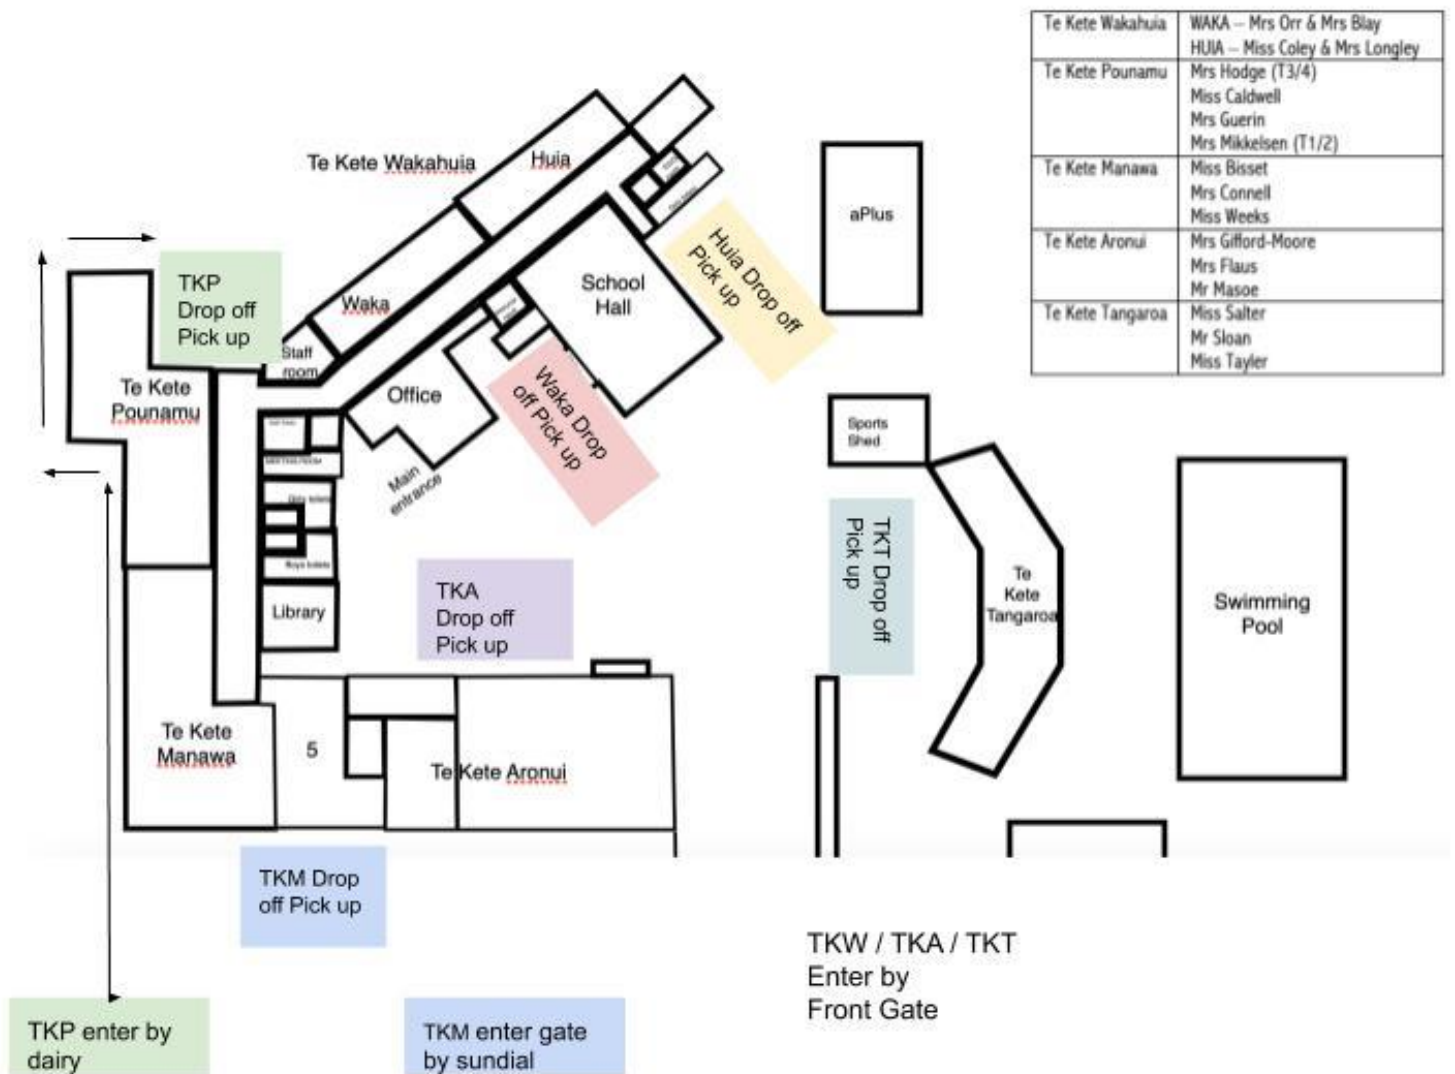 Te Kete Wakahuia
WAKA – Mrs Orr & Mrs Blay
HUIA – Miss Coley & Mrs Longley
Te Kete Pounamu
Mrs Hodge (T3/4)
Miss Caldwell
Mrs Guerin
Mrs Mikkelsen (T1/2)
Te Kete Manawa
Miss Bisset
Mrs Connell
Miss Weeks
Te Kete Aronui
Mrs Gifford-Moore
Mrs Flaus
Mr Masoe
Te Kete Tangaroa
Miss Salter
Mr Sloan
Miss Tayler
Te Kete Wakahuia
Huia
Waka
aPlus
School
Hall
Huia Drop off
Pick up
TKP
Drop off
Pick up
Staff
room
Te Kete
Pounamu
Office
Waka Drop
off Pick up
Main
entrance
Sports
Shed
Boys toilets
Library
TKA
Drop off
Pick up
TKT Drop off
Pick up
Te
Kete
Tangaroa
Swimming
Pool
Te Kete
Manawa
5
Te Kete Aronui
TKM Drop
off Pick up
TKW / TKA / TKT
Enter by
Front Gate
TKP enter by
dairy
TKM enter gate
by sundial